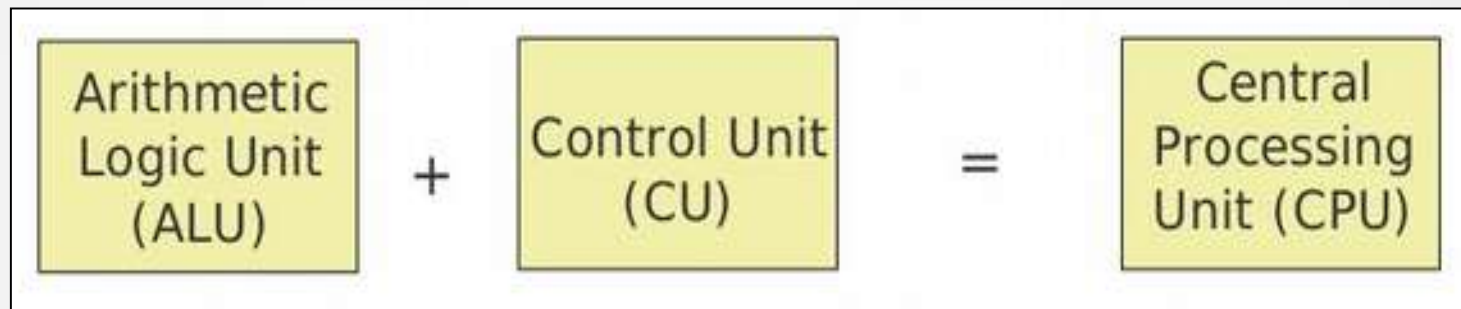 Arithmetic
Logic Unit
(ALU)
+
Control Unit
(CU)
=
Central
Processing
Unit (CPU)